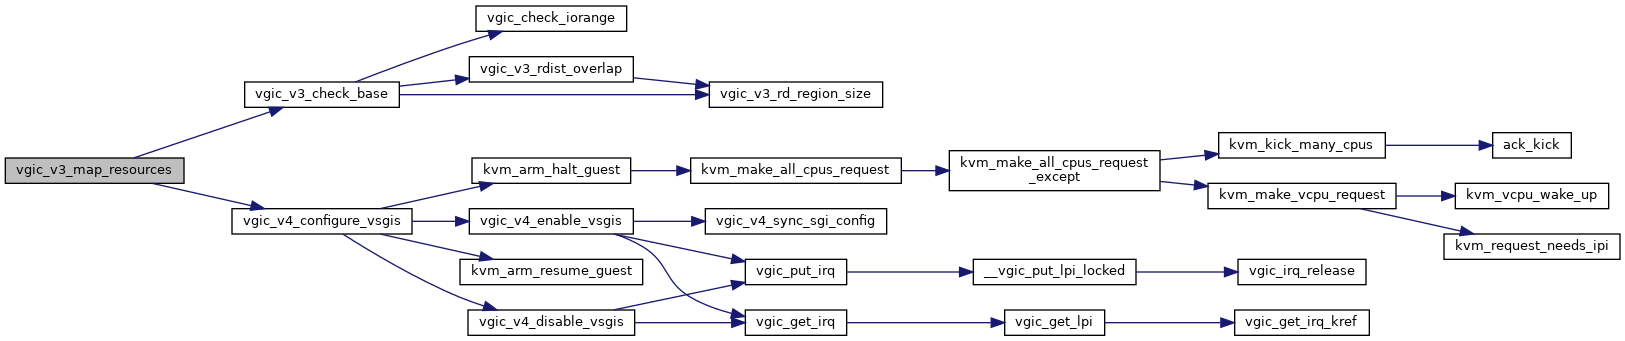 vgic_check_iorange
vgic_v3_rdist_overlap
vgic_v3_check_base
vgic_v3_rd_region_size
kvm_kick_many_cpus
ack_kick
kvm_make_all_cpus_request
_except
vgic_v3_map_resources
kvm_arm_halt_guest
kvm_make_all_cpus_request
kvm_make_vcpu_request
kvm_vcpu_wake_up
vgic_v4_configure_vsgis
vgic_v4_enable_vsgis
vgic_v4_sync_sgi_config
kvm_request_needs_ipi
kvm_arm_resume_guest
vgic_put_irq
__vgic_put_lpi_locked
vgic_irq_release
vgic_v4_disable_vsgis
vgic_get_irq
vgic_get_lpi
vgic_get_irq_kref